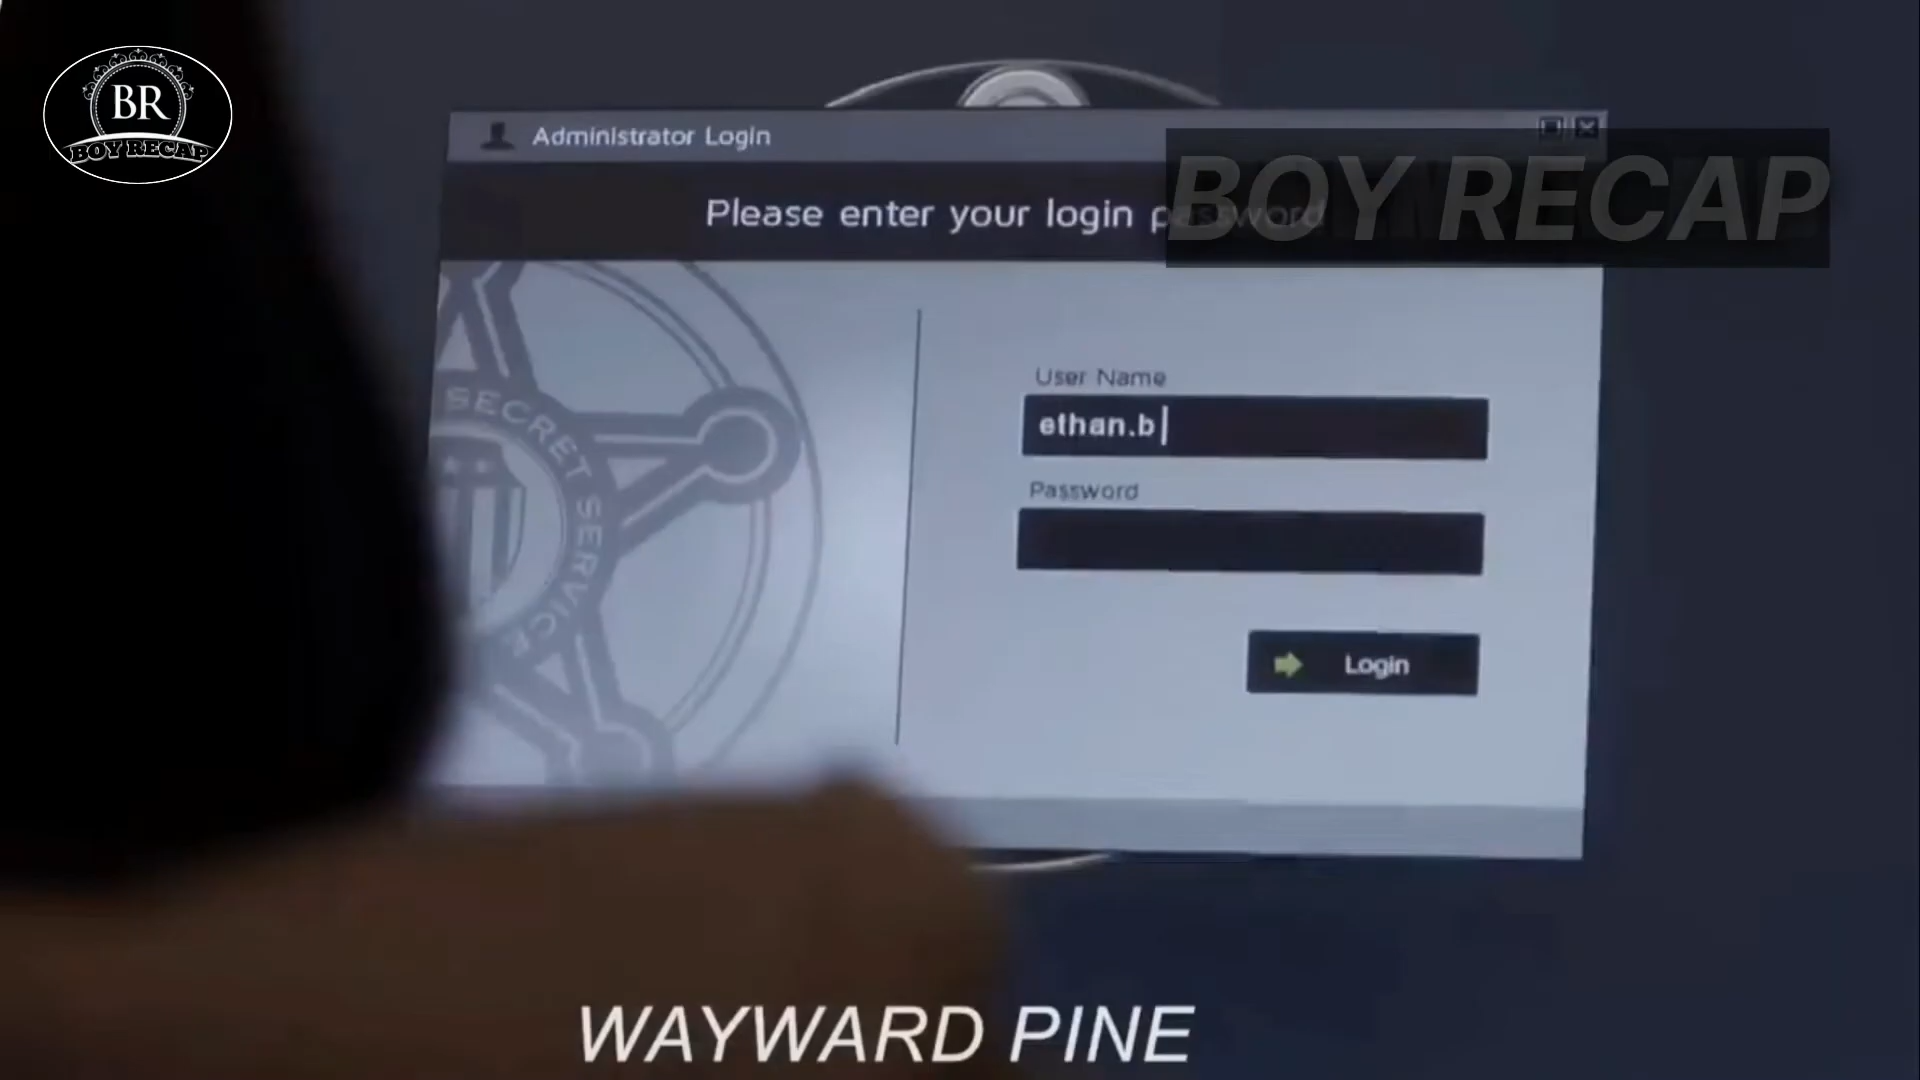 BR
BOY RECAP
Administrator Login
BOY RECAP
Please enter your login password
User Name
ethan.b
SECRET SERVICE
Password
Login
WAYWARD PINE